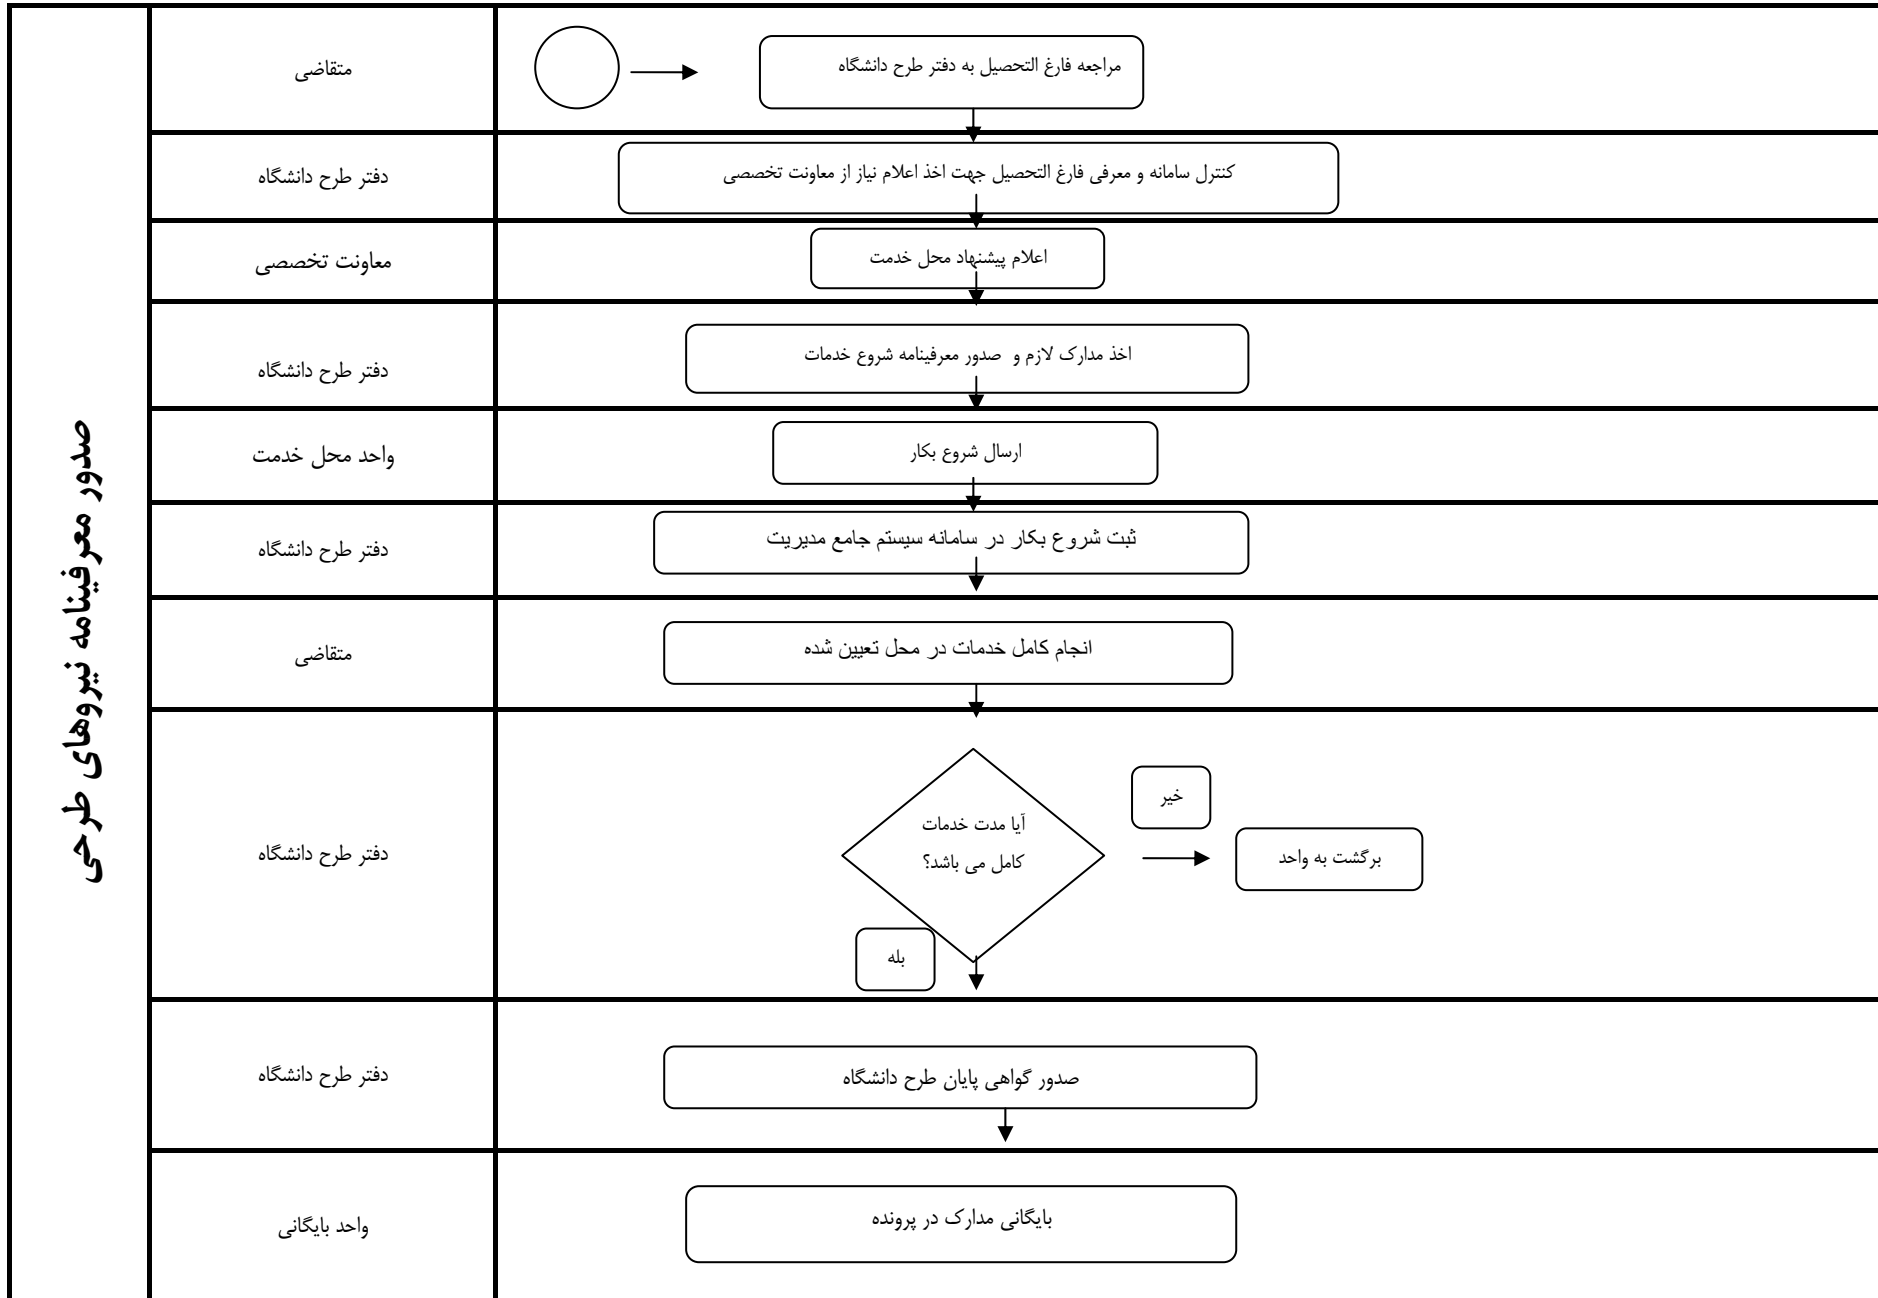 صدور معرفینامه نیروهای طرحی
متقاضی
مراجعه فارغ التحصیل به دفتر طرح دانشگاه
دفتر طرح دانشگاه
کنترل سامانه و معرفی فارغ التحصیل جهت اخذ اعلام نیاز از معاونت تخصصی
معاونت تخصصی
اعلام پیشنهاد محل خدمت
دفتر طرح دانشگاه
اخذ مدارک لازم و صدور معرفینامه شروع خدمات
واحد محل خدمت
ارسال شروع بکار
دفتر طرح دانشگاه
ثبت شروع بکار در سامانه سیستم جامع مدیریت
متقاضی
انجام کامل خدمات در محل تعیین شده
دفتر طرح دانشگاه
آیا مدت خدمات
کامل می باشد؟
خیر
برگشت به واحد
بله
دفتر طرح دانشگاه
صدور گواهی پایان طرح دانشگاه
واحد بایگانی
بایگانی مدارک در پرونده